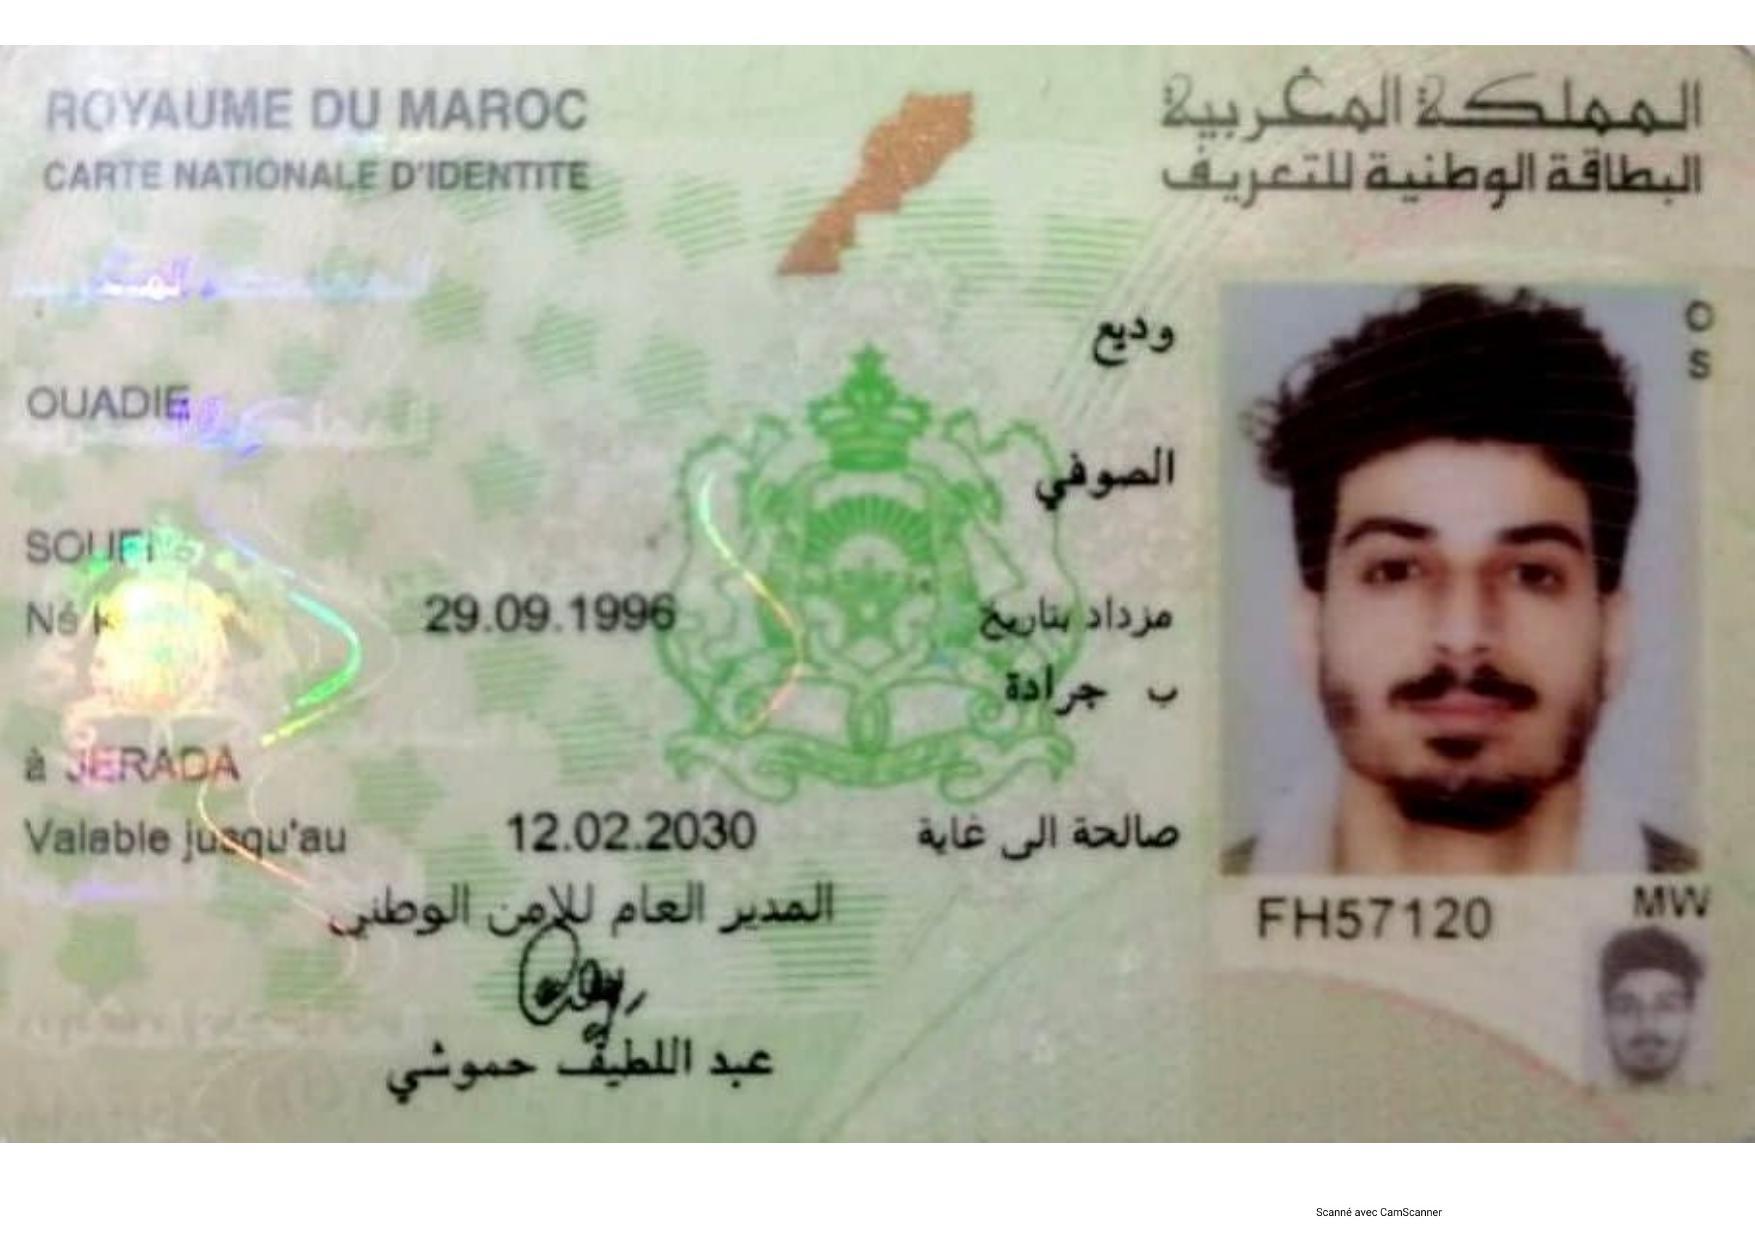 ROYAUME DU MAROC
المملكة المغربية
CARTE NATIONALE D'IDENTITE
البطاقة الوطنية للتعريف
وديع
OUADIE
الصوفي
SOUFI
Né
29.09.1996
مزداد بتاريخ
ب جرادة
à JERADA
Valable jusqu'au
12.02.2030
صالحة الى غاية
المدير العام للامن الوطني
عبد اللطيف حموشي
O
S
FH57120
MW
Scanné avec CamScanner